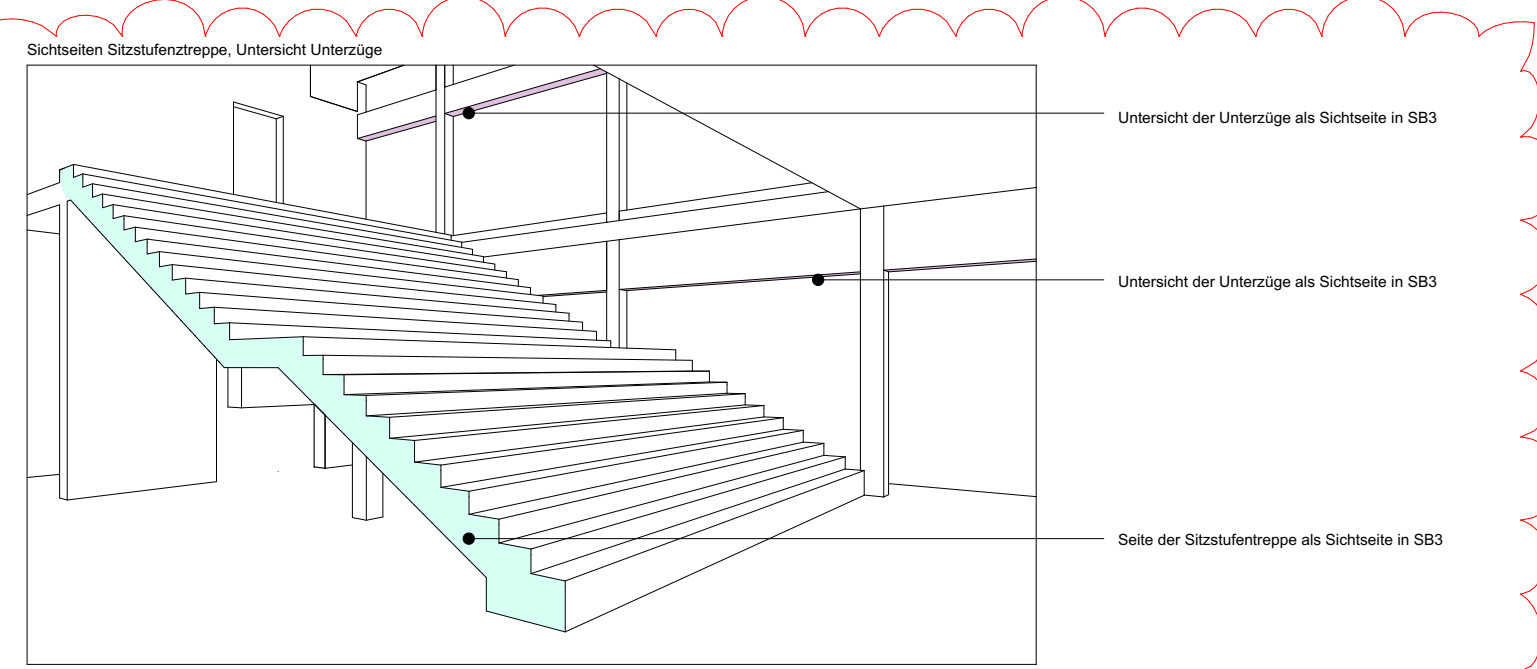 Sichtseiten Sitzstufenztreppe, Untersicht Unterzüge
Untersicht der Unterzüge als Sichtseite in SB3
Untersicht der Unterzüge als Sichtseite in SB3
Seite der Sitzstufentreppe als Sichtseite in SB3